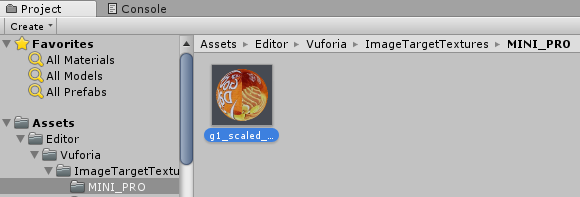 Project
Console
Create
Assets ▸ Editor ▸ Vuforia ▸ ImageTargetTextures ▸ MINI_PRO
Favorites
All Materials
All Models
All Prefabs
Assets
Editor
Vuforia
ImageTargetTextu
MINI_PRO
g1_scaled_...